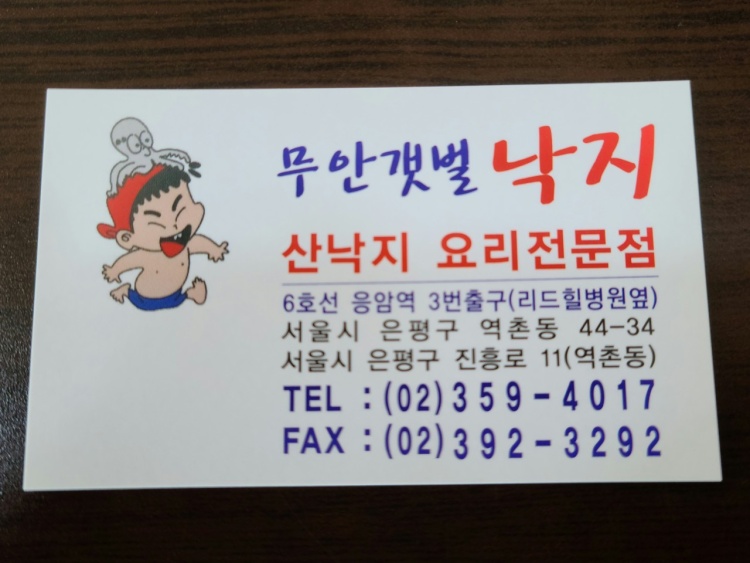 무안갯벌 낙지
산낙지 요리전문점
6호선 응암역 3번출구(리드힐병원옆)
서울시 은평구 역촌동 44-34
서울시 은평구 진흥로 11(역촌동)
TEL : (02)359-4017
FAX : (02)392-3292